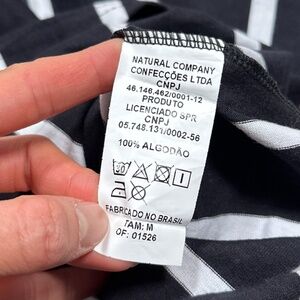 NATURAL COMPANY
CONFECÇÕES LTDA
CNPJ
46.146.462/0001-12
PRODUTO
LICENCIADO SPR
CNPJ
05.748.131/0002-56
100% ALGODÃO
FABRICADO NO BRASIL
TAM: M
OF: 01526